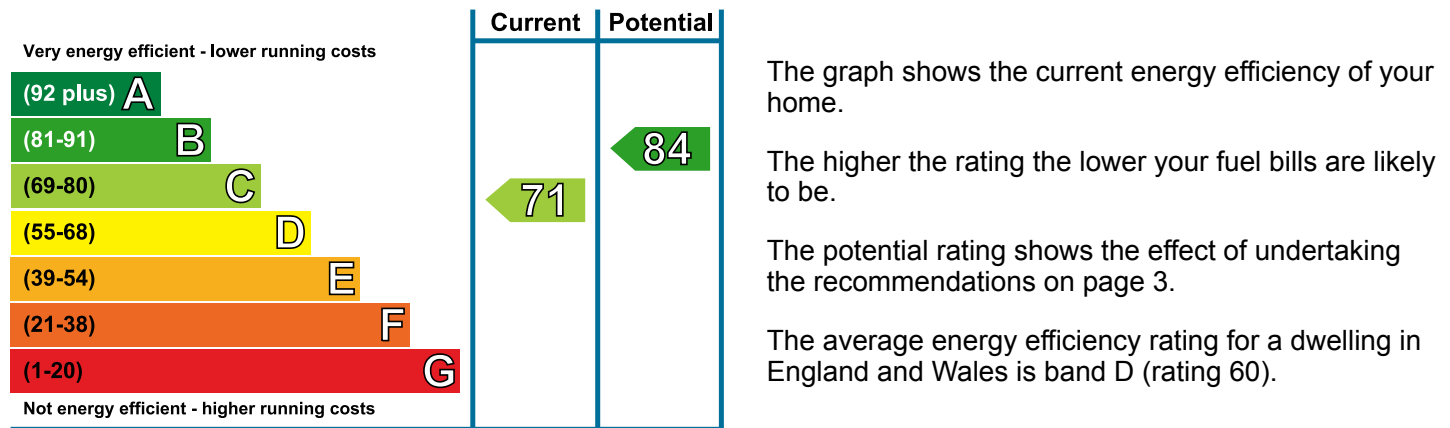 Current Potential
Very energy efficient - lower running costs
(92 plus) A
(81-91) B
84
(69-80) C
71
(55-68) D
(39-54) E
(21-38) F
(1-20) G
Not energy efficient - higher running costs
The graph shows the current energy efficiency of your
home.
The higher the rating the lower your fuel bills are likely
to be.
The potential rating shows the effect of undertaking
the recommendations on page 3.
The average energy efficiency rating for a dwelling in
England and Wales is band D (rating 60).